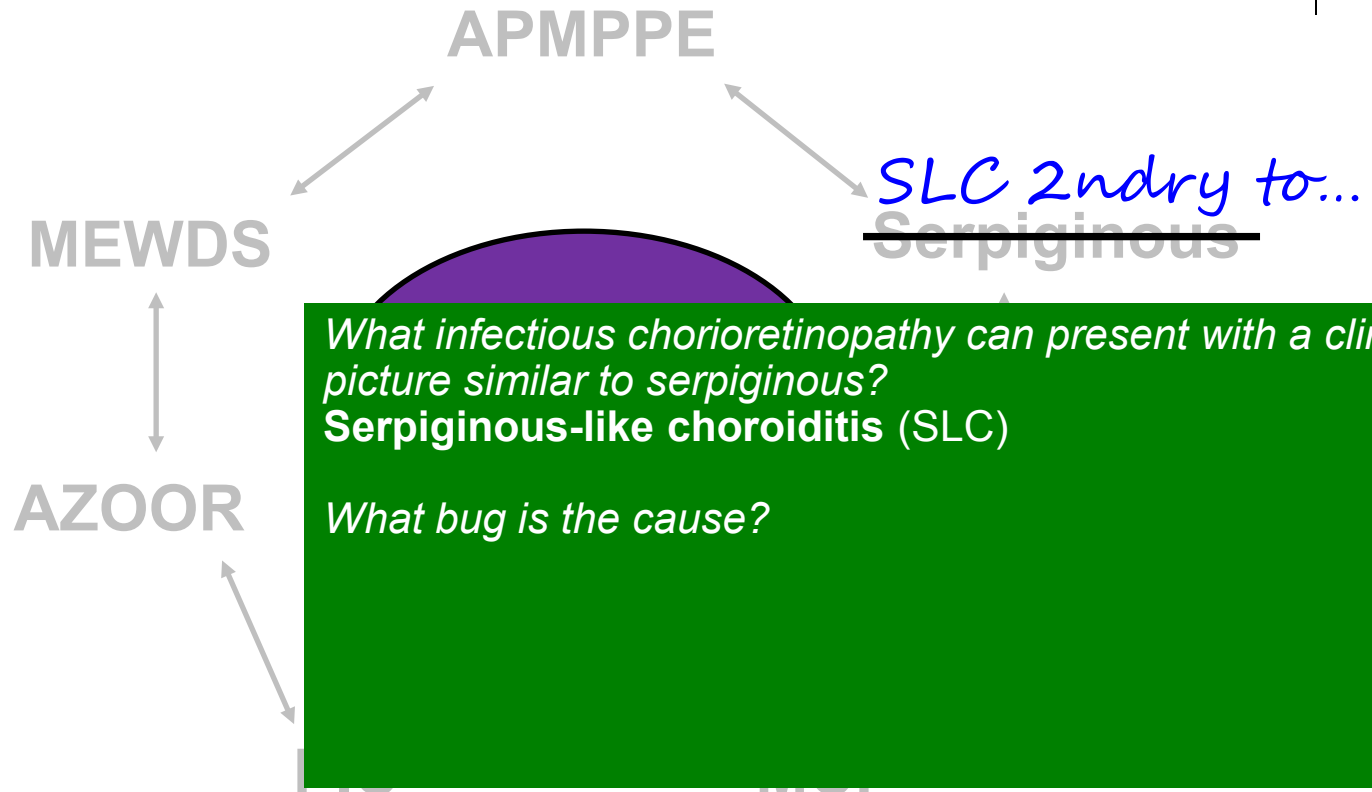 APMPPE
SLC 2ndry to...
MEWDS
Serpiginous
What infectious chorioretinopathy can present with a
picture similar to serpiginous?
Serpiginous-like choroiditis (SLC)
What bug is the cause?
AZOOR